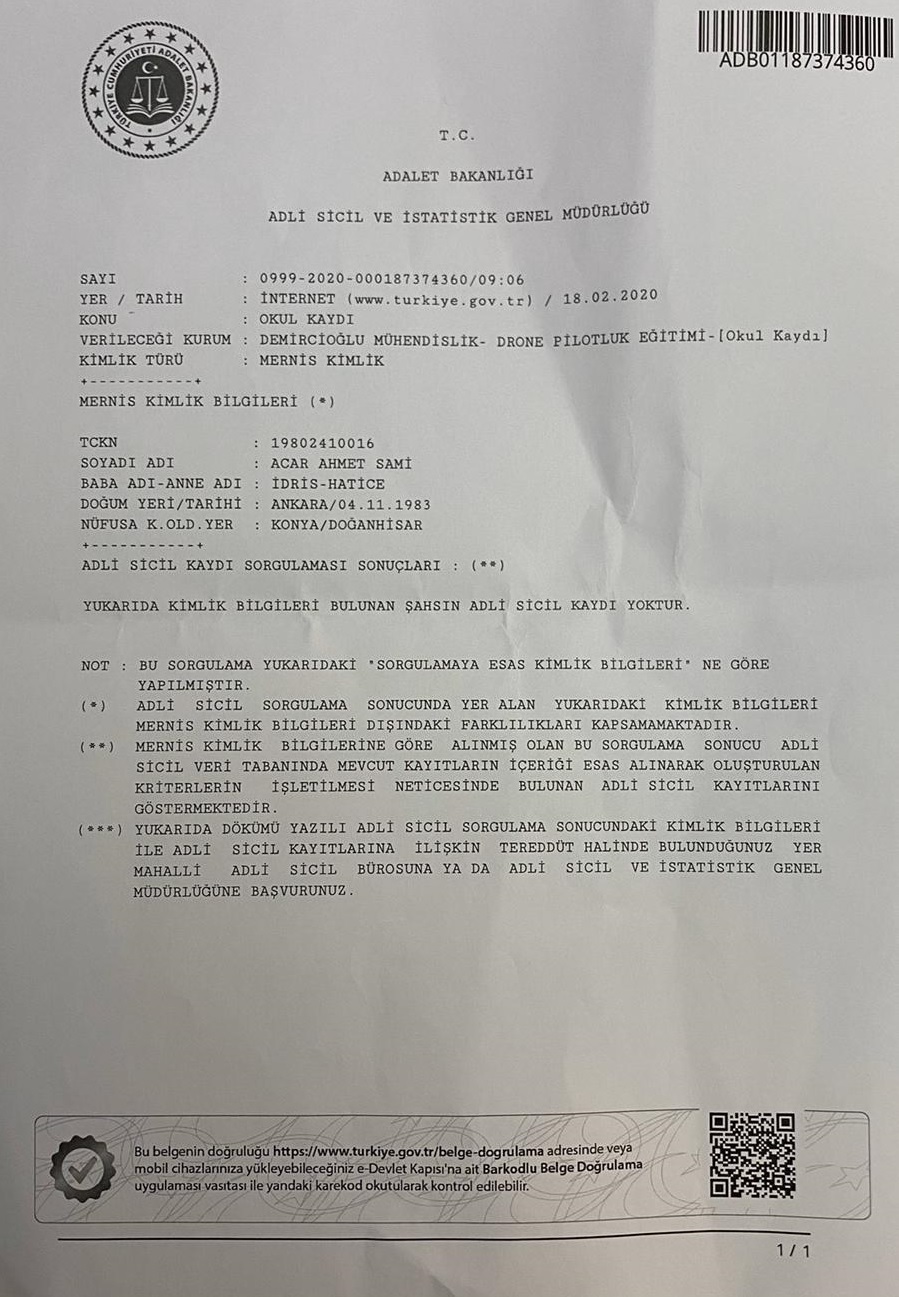 TÜRKİYE CUMHURİYETİ ADALET BAKANLIĞI
ADB01187374360
T.C.
ADALET BAKANLIĞI
ADLİ SİCİL VE İSTATİSTİK GENEL MÜDÜRLÜĞÜ
SAYI : 0999-2020-000187374360/09:06
YER / TARİH : İNTERNET (www.turkiye.gov.tr) / 18.02.2020
KONU : OKUL KAYDI
VERİLECEĞİ KURUM : DEMİRCİOĞLU MÜHENDİSLİK- DRONE PİLOTLUK EĞİTİMİ-[Okul Kaydı]
KİMLİK TÜRÜ : MERNİS KİMLİK
+-----------+
MERNİS KİMLİK BİLGİLERİ (*)
TCKN : 19802410016
SOYADI ADI : ACAR AHMET SAMİ
BABA ADI-ANNE ADI : İDRİS-HATİCE
DOĞUM YERİ/TARİHİ : ANKARA/04.11.1983
NÜFUSA K.OLD.YER : KONYA/DOĞANHİSAR
+-----------+
ADLİ SİCİL KAYDI SORGULAMASI SONUÇLARI : (**)
YUKARIDA KİMLİK BİLGİLERİ BULUNAN ŞAHSIN ADLİ SİCİL KAYDI YOKTUR.
NOT : BU SORGULAMA YUKARIDAKİ "SORGULAMAYA ESAS KİMLİK BİLGİLERİ" NE GÖRE
YAPILMIŞTIR.
(*) ADLİ SİCİL SORGULAMA SONUCUNDA YER ALAN YUKARIDAKİ KİMLİK BİLGİLERİ
MERNİS KİMLİK BİLGİLERİ DIŞINDAKİ FARKLILIKLARI KAPSAMAMAKTADIR.
(**) MERNİS KİMLİK BİLGİLERİNE GÖRE ALINMIŞ OLAN BU SORGULAMA SONUCU ADLİ
SİCİL VERİ TABANINDA MEVCUT KAYITLARIN İÇERİĞİ ESAS ALINARAK OLUŞTURULAN
KRİTERLERİN İŞLETİLMESİ NETİCESİNDE BULUNAN ADLİ SİCİL KAYITLARINI
GÖSTERMEKTEDİR.
(***) YUKARIDA DÖKÜMÜ YAZILI ADLİ SİCİL SORGULAMA SONUCUNDAKİ KİMLİK BİLGİLERİ
İLE ADLİ SİCİL KAYITLARINA İLİŞKİN TEREDDÜT HALİNDE BULUNDUĞUNUZ YER
MAHALLİ ADLİ SİCİL BÜROSUNA YA DA ADLİ SİCİL VE İSTATİSTİK GENEL
MÜDÜRLÜĞÜNE BAŞVURUNUZ.
Bu belgenin doğruluğu https://www.turkiye.gov.tr/belge-dogrulama adresinde veya
mobil cihazlarınıza yükleyebileceğiniz e-Devlet Kapısı'na ait Barkodlu Belge Doğrulama
uygulaması vasıtası ile yandaki karekod okutularak kontrol edilebilir.
1 / 1